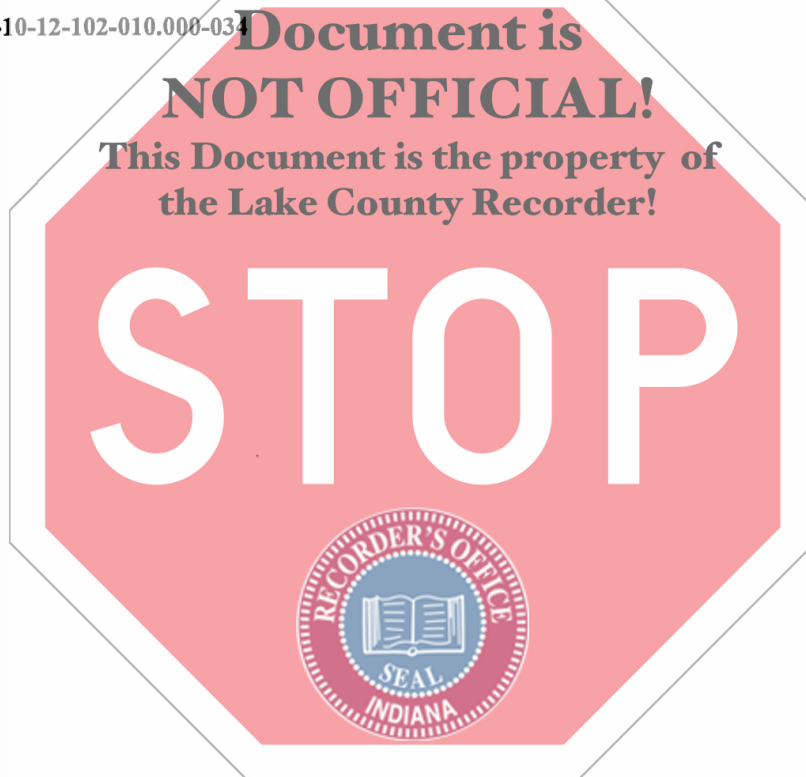 -10-12-102-010.000-034
Document is
NOT OFFICIAL!
This Document is the property of
the Lake County Recorder!
STOP
RECORDER'S OFFICE
SEAL
INDIANA